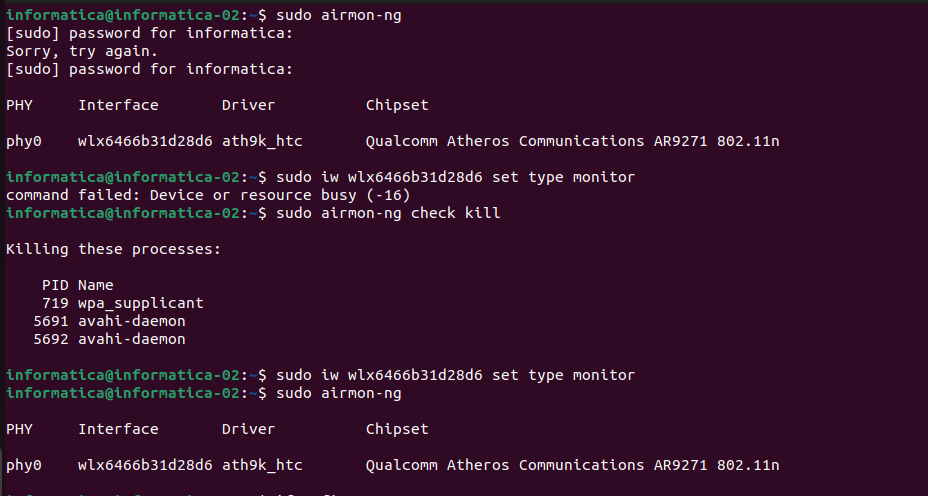 informatica@informatica-02:~$ sudo airmon-ng
[sudo] password for informatica:
Sorry, try again.
[sudo] password for informatica:
PHY Interface Driver Chipset
phy0 wlx6466b31d28d6 ath9k_htc Qualcomm Atheros Communications AR9271 802.11n
informatica@informatica-02:~$ sudo iw wlx6466b31d28d6 set type monitor
command failed: Device or resource busy (-16)
informatica@informatica-02:~$ sudo airmon-ng check kill
Killing these processes:
PID Name
719 wpa_supplicant
5691 avahi-daemon
5692 avahi-daemon
informatica@informatica-02:~$ sudo iw wlx6466b31d28d6 set type monitor
informatica@informatica-02:~$ sudo airmon-ng
PHY Interface Driver Chipset
phy0 wlx6466b31d28d6 ath9k_htc Qualcomm Atheros Communications AR9271 802.11n